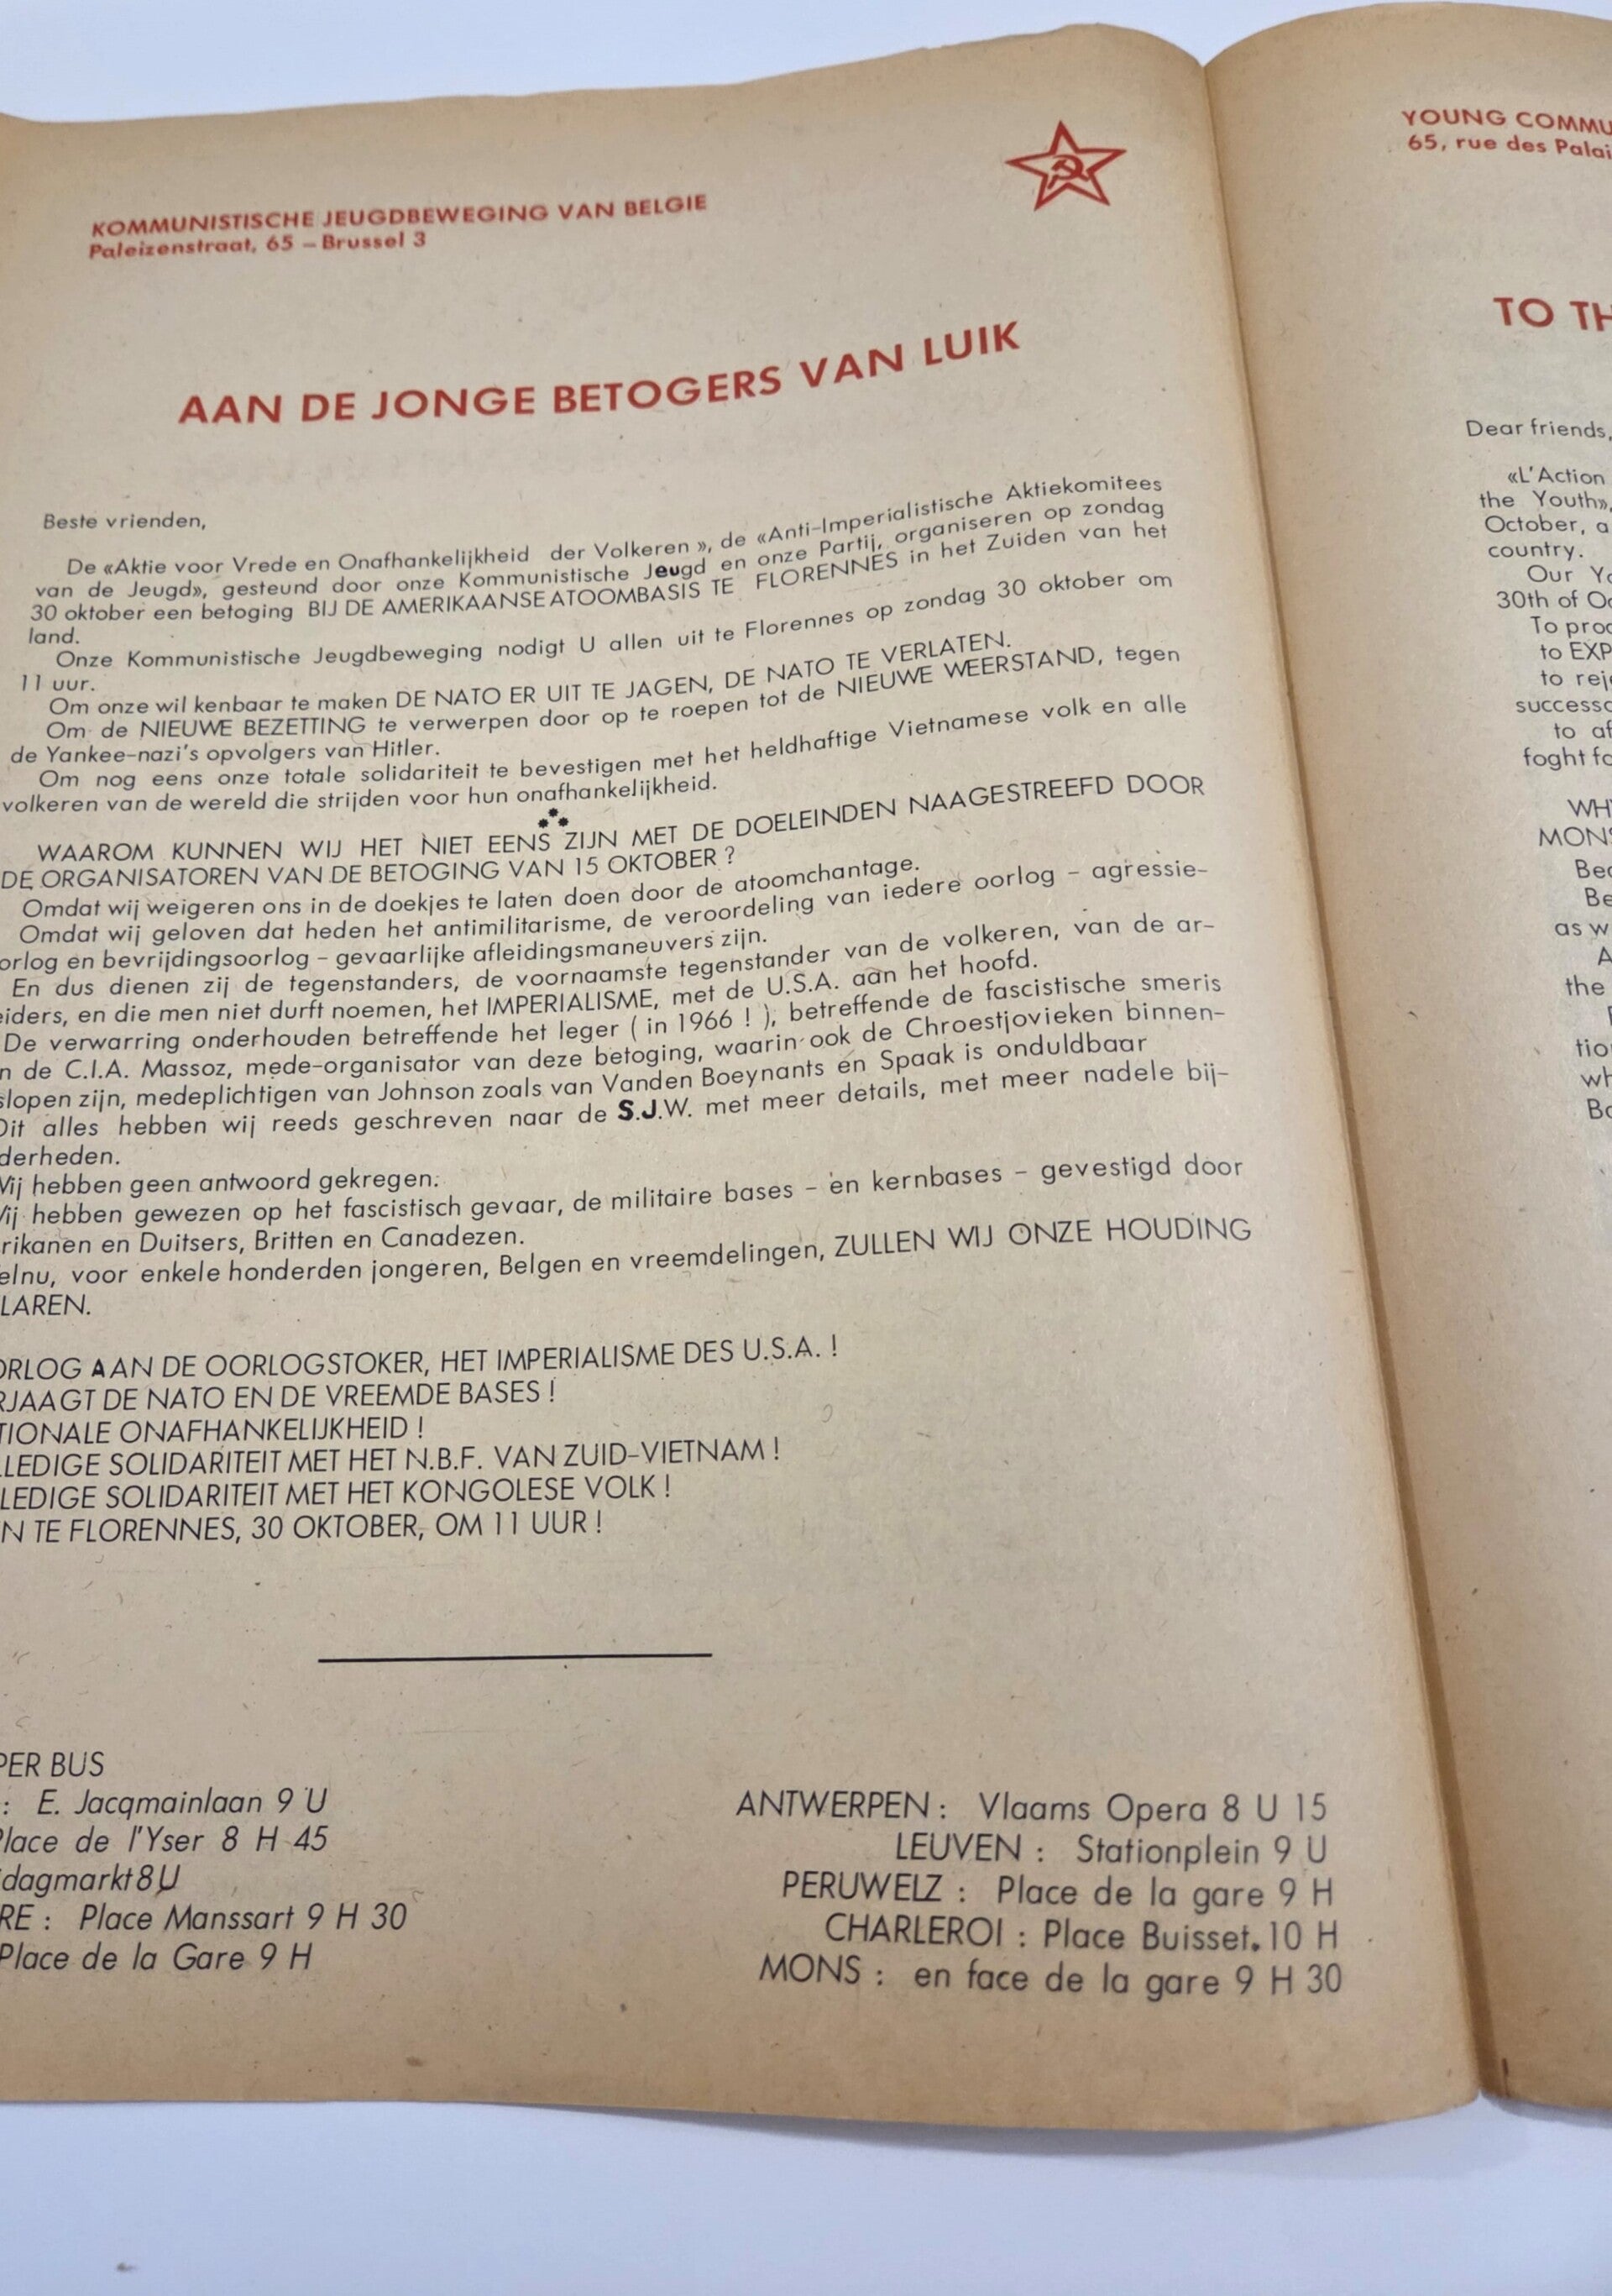 KOMMUNISTISCHE JEUGDBEWEGING VAN BELGIE
Paleizenstraat, 65 – Brussel 3
AAN DE JONGE BETOGERS VAN LUIK
Beste vrienden,
De «Aktie voor Vrede en Onafhankelijkheid der Volkeren », de «Anti-Imperialistische Aktiekomitees
van de Jeugd», gesteund door onze Kommunistische Jeugd en onze Partij, organiseren op zondag
30 oktober een betoging BIJ DE AMERIKAANSE ATOOMBASIS TE FLORENNES in het Zuiden van het
land.
Onze Kommunistische Jeugdbeweging nodigt U allen uit te Florennes op zondag 30 oktober om
11 uur.
Om onze wil kenbaar te maken DE NATO ER UIT TE JAGEN, DE NATO TE VERLATEN.
Om de NIEUWE BEZETTING te verwerpen door op te roepen tot de NIEUWE WEERSTAND, tegen
de Yankee-nazi's opvolgers van Hitler.
Om nog eens onze totale solidariteit te bevestigen met het heldhaftige Vietnamese volk en alle
volkeren van de wereld die strijden voor hun onafhankelijkheid.
WAAROM KUNNEN WIJ HET NIET EENS ZIJN MET DE DOELEINDEN NAAGESTREEFD DOOR
DE ORGANISATOREN VAN DE BETOGING VAN 15 OKTOBER ?
Omdat wij weigeren ons in de doekjes te laten doen door de atoomchantage.
Omdat wij geloven dat heden het antimilitarisme, de veroordeling van iedere oorlog – agressie-
orlog en bevrijdingsoorlog – gevaarlijke afleidingsmaneuvers zijn.
En dus dienen zij de tegenstanders, de voornaamste tegenstander van de volkeren, van de ar-
eiders, en die men niet durft noemen, het IMPERIALISME, met de U.S.A. aan het hoofd.
De verwarring onderhouden betreffende het leger ( in 1966 ! ), betreffende de fascistische smeris
n de C.I.A. Massoz, mede-organisator van deze betoging, waarin ook de Chroestjovieken binnen-
slopen zijn, medeplichtigen van Johnson zoals van Vanden Boeynants en Spaak is onduldbaar
Dit alles hebben wij reeds geschreven naar de S.J.W. met meer details, met meer nadele bij-
derheden.
Wij hebben geen antwoord gekregen.
Wij hebben gewezen op het fascistisch gevaar, de militaire bases – en kernbases – gevestigd door
rikanen en Duitsers, Britten en Canadezen.
elnu, voor enkele honderden jongeren, Belgen en vreemdelingen, ZULLEN WIJ ONZE HOUDING
LAREN.
ORLOG AAN DE OORLOGSTOKER, HET IMPERIALISME DES U.S.A. !
RJAAGT DE NATO EN DE VREEMDE BASES !
TIONALE ONAFHANKELIJKHEID !
LLEDIGE SOLIDARITEIT MET HET N.B.F. VAN ZUID-VIETNAM !
LEDIGE SOLIDARITEIT MET HET KONGOLESE VOLK !
N TE FLORENNES, 30 OKTOBER, OM 11 UUR !
PER BUS
: E. Jacqmainlaan 9 U
Place de l'Yser 8 H 45
dagmarkt 8 U
RE : Place Manssart 9 H 30
Place de la Gare 9 H
ANTWERPEN : Vlaams Opera 8 U 15
LEUVEN : Stationplein 9 U
PERUWELZ : Place de la gare 9 H
CHARLEROI : Place Buisset. 10 H
MONS : en face de la gare 9 H 30
YOUNG COMMU
65, rue des Palai
TO TH
Dear friends,
«L'Action
the Youth»,
October, a
country.
Our Yo
30th of Oc
To proc
to EXP
to reje
successo
to af
foght fo
WHY
MONS
Bec
Be
as w
A
the
tio
wh
Bo